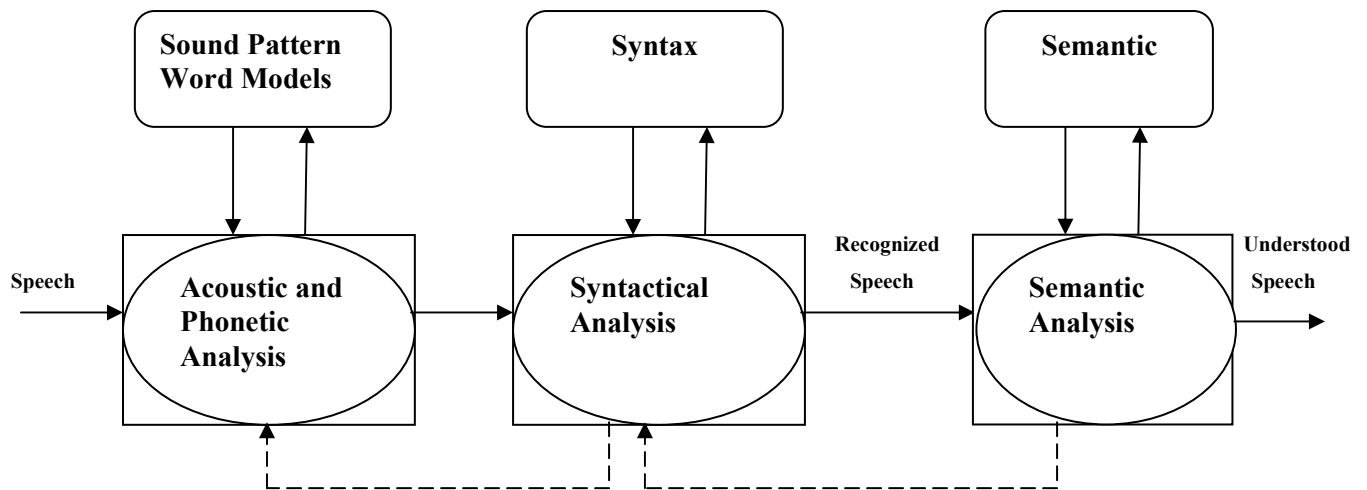 Sound Pattern
Word Models
Syntax
Semantic
Speech
Acoustic and
Phonetic
Analysis
Syntactical
Analysis
Recognized
Speech
Semantic
Analysis
Understood
Speech